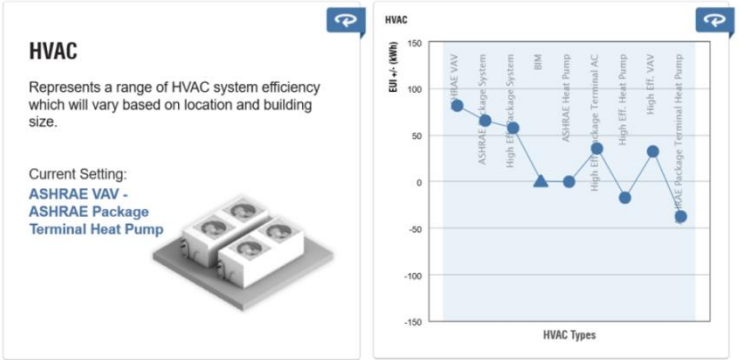 HVAC
Represents a range of HVAC system efficiency
which will vary based on location and building
size.
Current Setting:
ASHRAE VAV -
ASHRAE Package
Terminal Heat Pump
HVAC
EUI +/- (kWh)
150
100
50
0
-50
-100
-150
ASHRAE VAV
ASHRAE Package System
High Eff. Package System
BIM
ASHRAE Heat Pump
High Eff. Package Terminal AC
High Eff. Heat Pump
High Eff. VAV
ASHRAE Package Terminal Heat Pump
HVAC Types